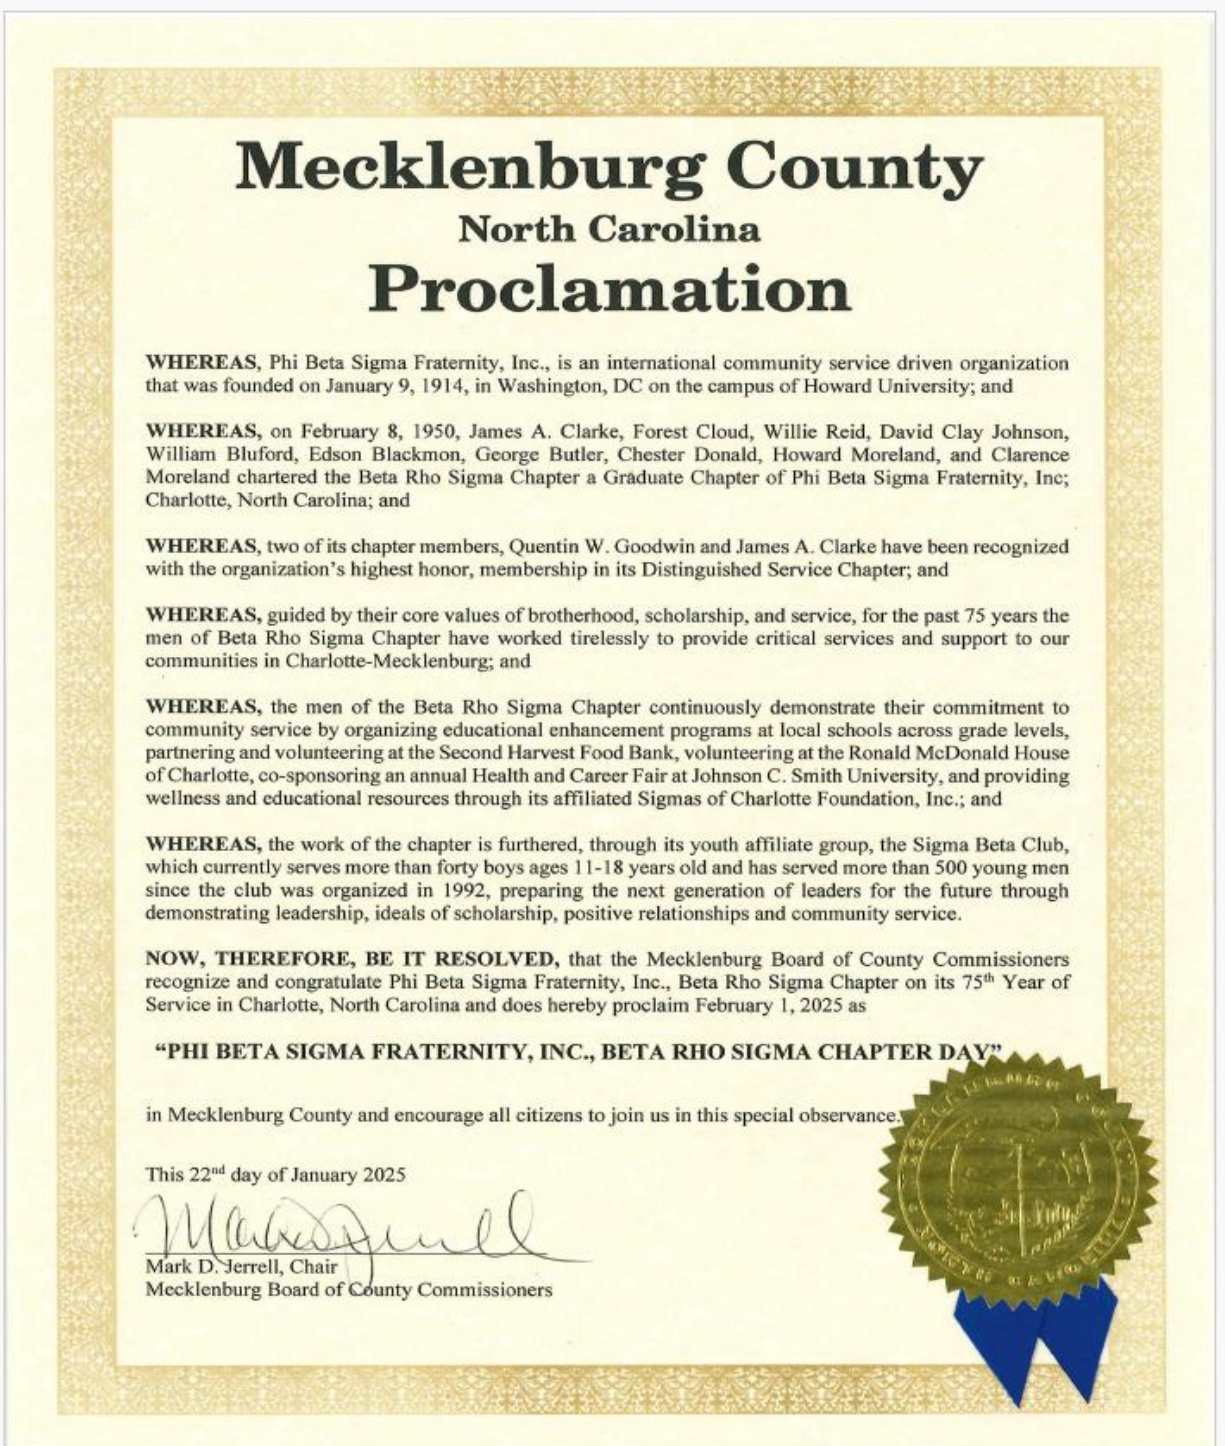 Mecklenburg County
North Carolina
Proclamation
WHEREAS, Phi Beta Sigma Fraternity, Inc., is an international community service driven organization
that was founded on January 9, 1914, in Washington, DC on the campus of Howard University; and
WHEREAS, on February 8, 1950, James A. Clarke, Forest Cloud, Willie Reid, David Clay Johnson,
William Bluford, Edson Blackmon, George Butler, Chester Donald, Howard Moreland, and Clarence
Moreland chartered the Beta Rho Sigma Chapter a Graduate Chapter of Phi Beta Sigma Fraternity, Inc;
Charlotte, North Carolina; and
WHEREAS, two of its chapter members, Quentin W. Goodwin and James A. Clarke have been recognized
with the organization's highest honor, membership in its Distinguished Service Chapter; and
WHEREAS, guided by their core values of brotherhood, scholarship, and service, for the past 75 years the
men of Beta Rho Sigma Chapter have worked tirelessly to provide critical services and support to our
communities in Charlotte-Mecklenburg; and
WHEREAS, the men of the Beta Rho Sigma Chapter continuously demonstrate their commitment to
community service by organizing educational enhancement programs at local schools across grade levels,
partnering and volunteering at the Second Harvest Food Bank, volunteering at the Ronald McDonald House
of Charlotte, co-sponsoring an annual Health and Career Fair at Johnson C. Smith University, and providing
wellness and educational resources through its affiliated Sigmas of Charlotte Foundation, Inc.; and
WHEREAS, the work of the chapter is furthered, through its youth affiliate group, the Sigma Beta Club,
which currently serves more than forty boys ages 11-18 years old and has served more than 500 young men
since the club was organized in 1992, preparing the next generation of leaders for the future through
demonstrating leadership, ideals of scholarship, positive relationships and community service.
NOW, THEREFORE, BE IT RESOLVED, that the Mecklenburg Board of County Commissioners
recognize and congratulate Phi Beta Sigma Fraternity, Inc., Beta Rho Sigma Chapter on its 75th Year of
Service in Charlotte, North Carolina and does hereby proclaim February 1, 2025 as
“PHI BETA SIGMA FRATERNITY, INC., BETA RHO SIGMA CHAPTER DAY”
in Mecklenburg County and encourage all citizens to join us in this special observance.
This 22nd day of January 2025
Mark D. Jerrell, Chair
Mecklenburg Board of County Commissioners